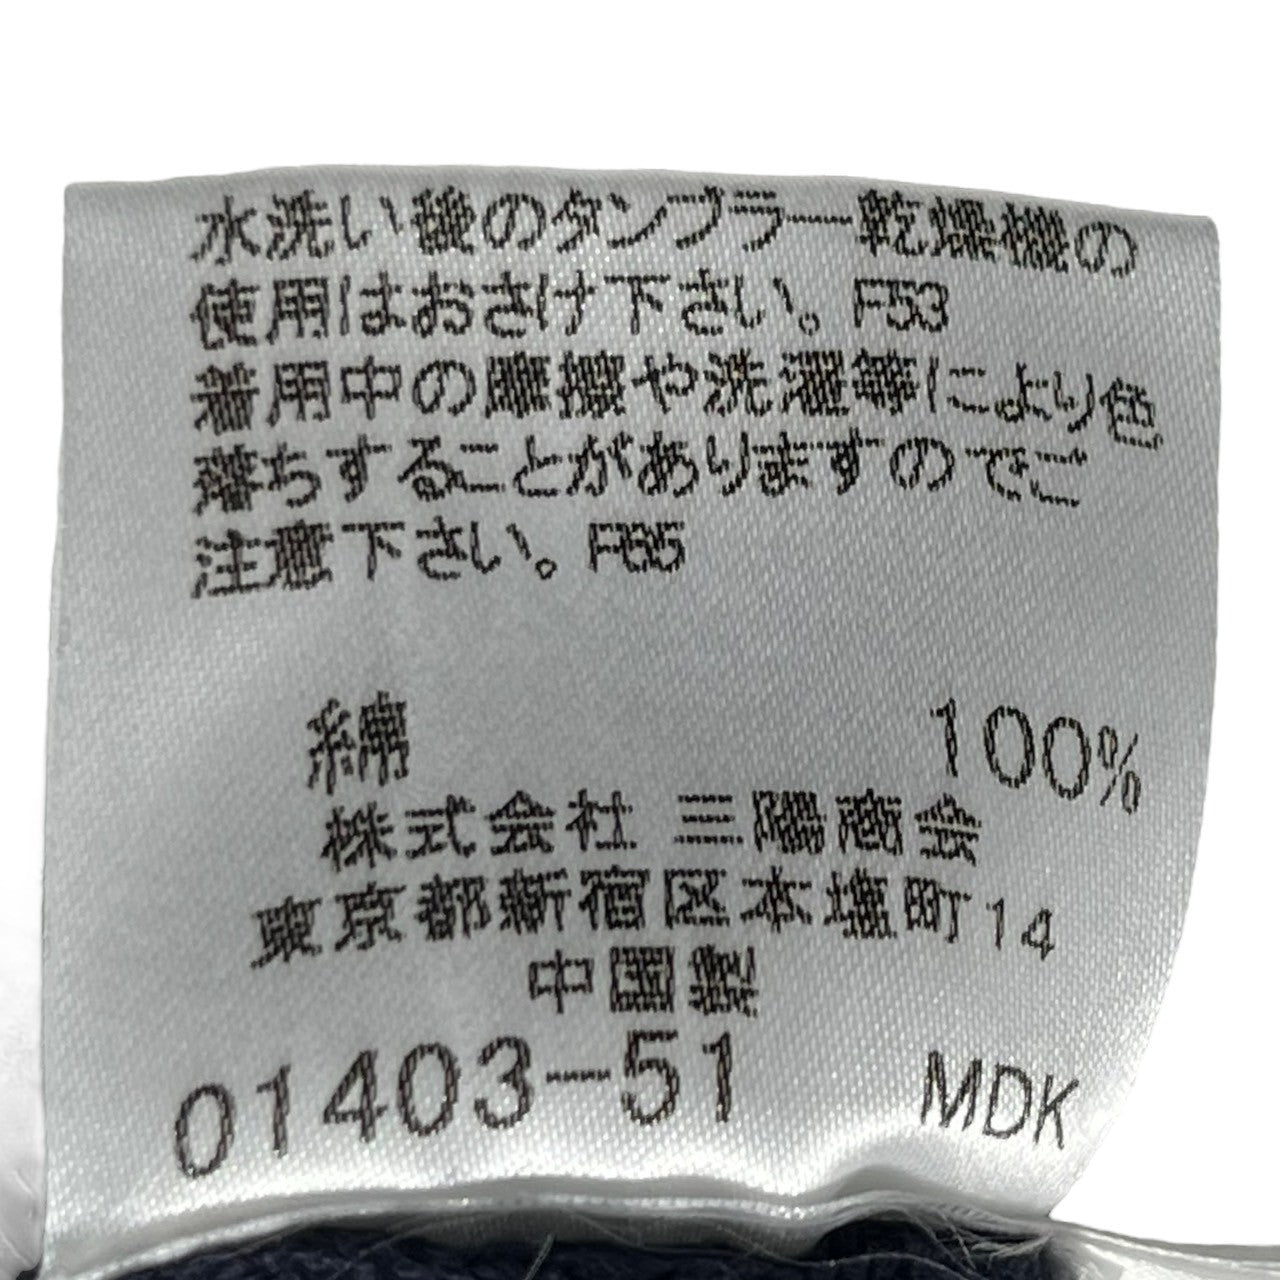 水洗い後のタンブラー乾燥機の
使用はおさけ下さい。F53
着用中の摩擦や洗濯等により色
落ちすることがありますのでご
注意下さい。F65
綿 100%
株式会社 三陽商会
東京都新宿区本塩町14
中国製
01403-51 MDK